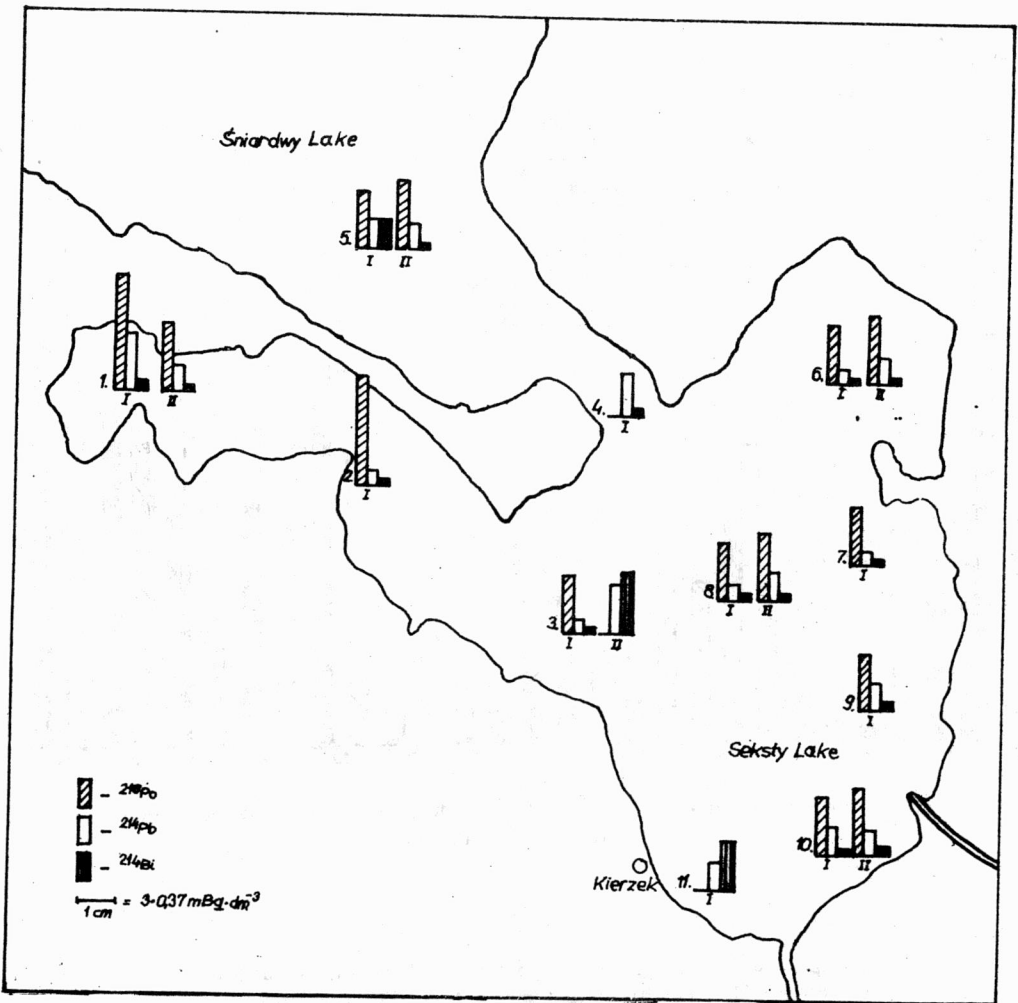 Śniardwy Lake
5.
I II
1.
I II
6.
I II
4.
I
2
I
7.
I
8.
I II
3.
I II
9.
I
Seksty Lake
- 218Po
- 214Pb
- 214Bi
1 cm = 3·0,37 mBq·dm⁻³
10.
I II
Kierzek
11.
I